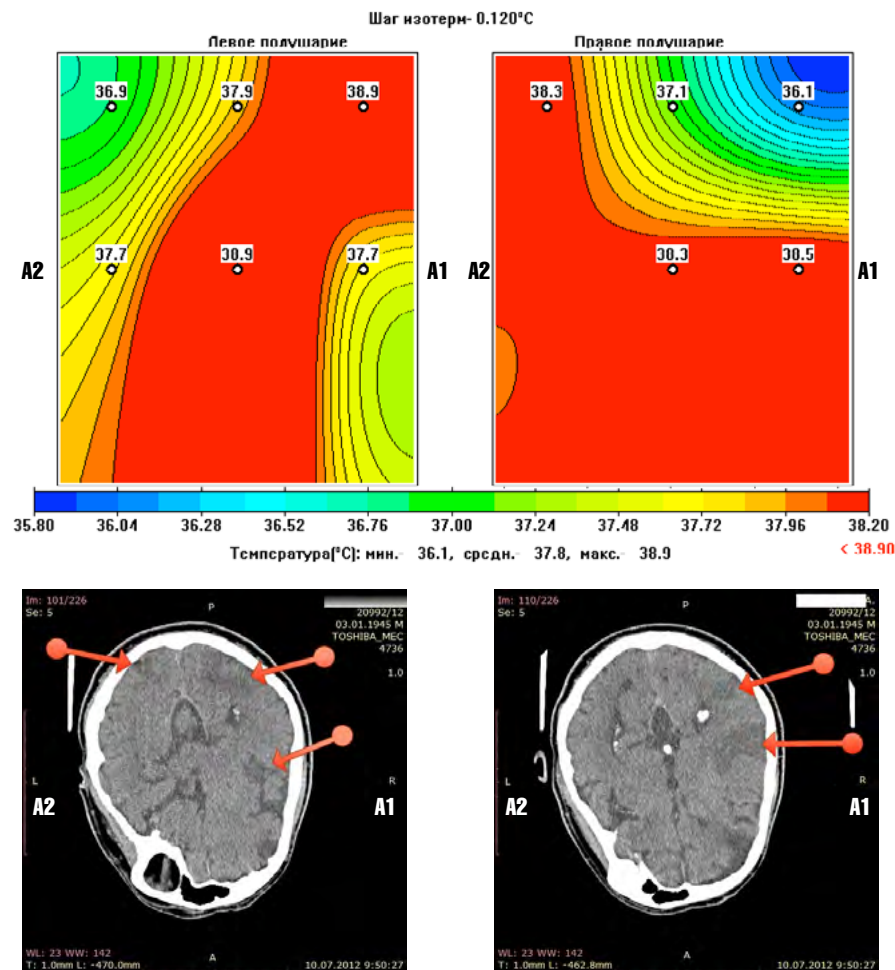 Шаг изотерм- 0.120°C
Левое полушарие Правое полушарие
36.9 37.9 38.9 38.3 37.1 36.1
37.7 30.9 37.7 30.3 30.5
A2 A1 A2 A1
35.80 36.04 36.28 36.52 36.76 37.00 37.24 37.48 37.72 37.96 38.20
Температура(°C): мин.- 36.1, средн.- 37.8, макс.- 38.9 < 38.90
Im: 101/226
Se: 5
P
20992/12
03.01.1945 M
TOSHIBA_MEC
4736
1.0
L R
A2 A1
WL: 23 WW: 142
T: 1.0mm L: -470.0mm
A
10.07.2012 9:50:27
Im: 110/226
Se: 5
P
A.
20992/12
03.01.1945 M
TOSHIBA_MEC
4736
1.0
L R
A2 A1
WL: 23 WW: 142
T: 1.0mm L: -462.8mm
A
10.07.2012 9:50:27